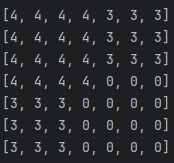 [4, 4, 4, 4, 3, 3, 3]
[4, 4, 4, 4, 3, 3, 3]
[4, 4, 4, 4, 3, 3, 3]
[4, 4, 4, 4, 0, 0, 0]
[3, 3, 3, 0, 0, 0, 0]
[3, 3, 3, 0, 0, 0, 0]
[3, 3, 3, 0, 0, 0, 0]